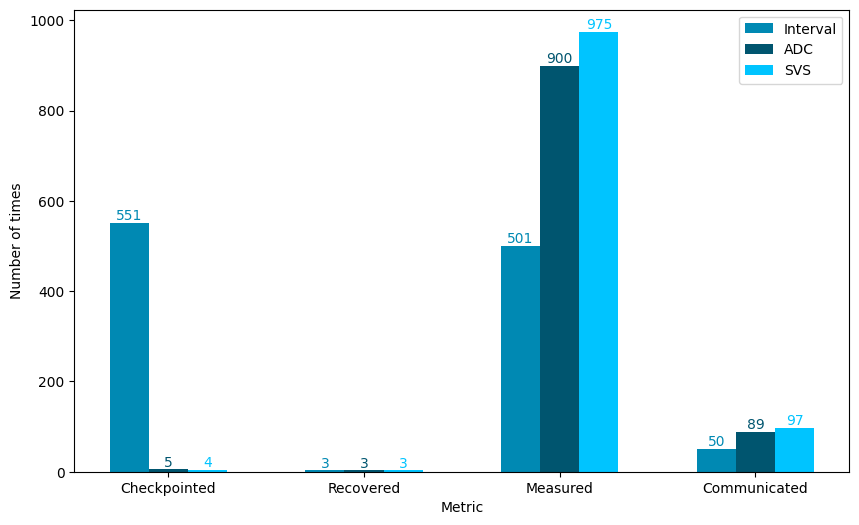 1000
800
600
400
200
0
Number of times
Interval
ADC
SVS
551
5
4
3
3
3
501
900
975
50
89
97
Checkpointed
Recovered
Measured
Communicated
Metric